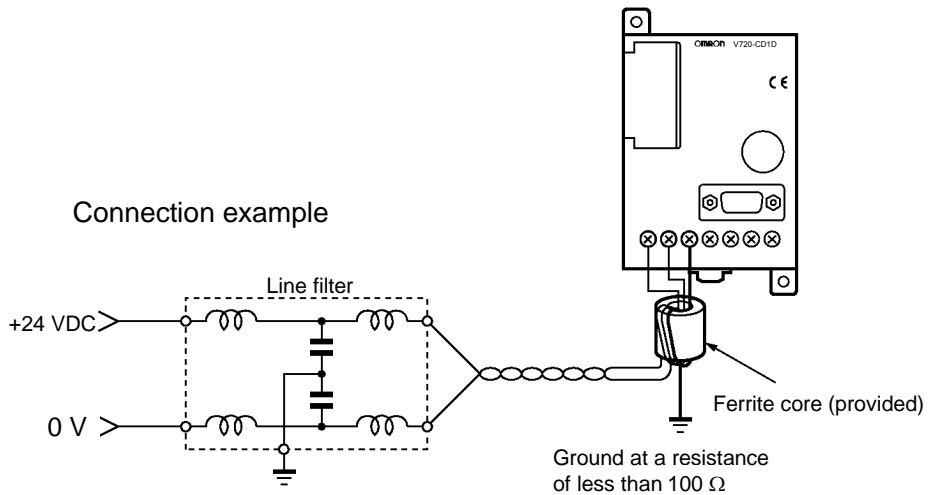 OMRON V720-CD1D
CE
Connection example
Line filter
+24 VDC
0 V
Ferrite core (provided)
Ground at a resistance
of less than 100 Ω